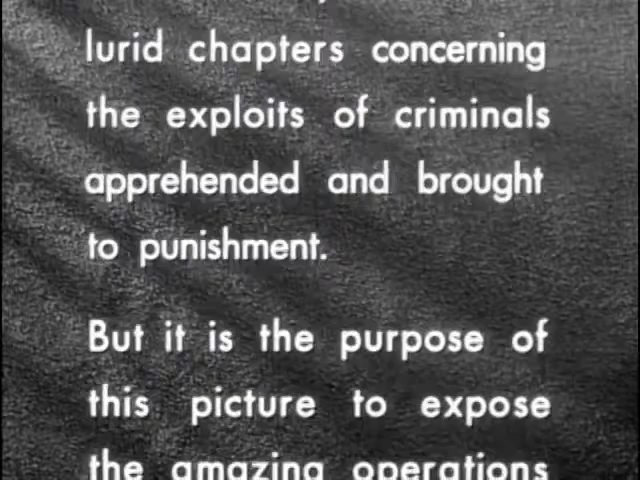 lurid chapters concerning
the exploits of criminals
apprehended and brought
to punishment.
But it is the purpose of
this picture to expose
the amazing operations